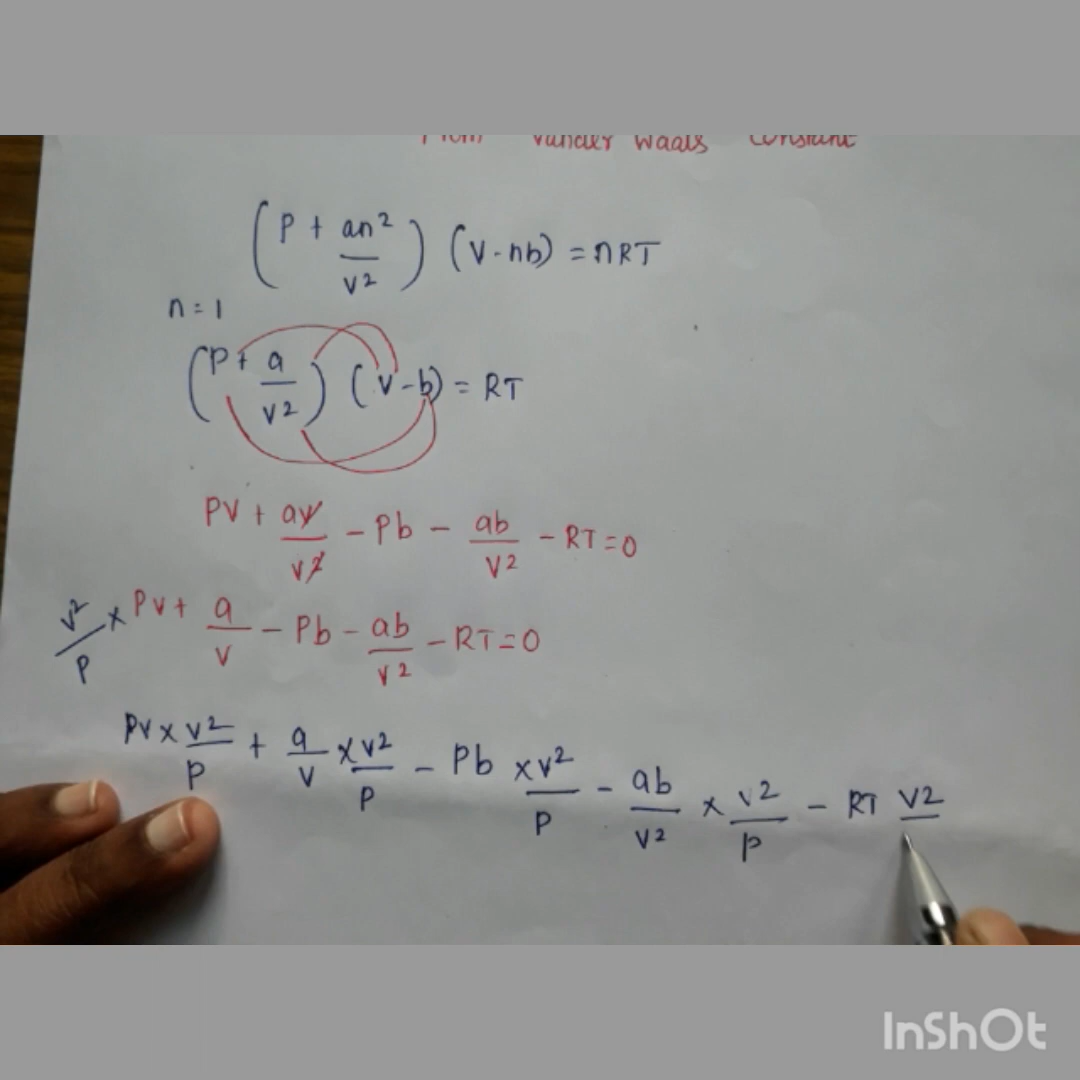 Vander Waals Constant
(P + an²/v²) (V - nb) = nRT
n = 1
(P + a/v²) (v - b) = RT
PV + av/v² - Pb - ab/v² - RT = 0
v²/p × Pv + a/v - Pb - ab/v² - RT = 0
Pv × v²/p + a/v × v²/p - Pb × v²/p - ab/v² × v²/p - RT v2
InShOt